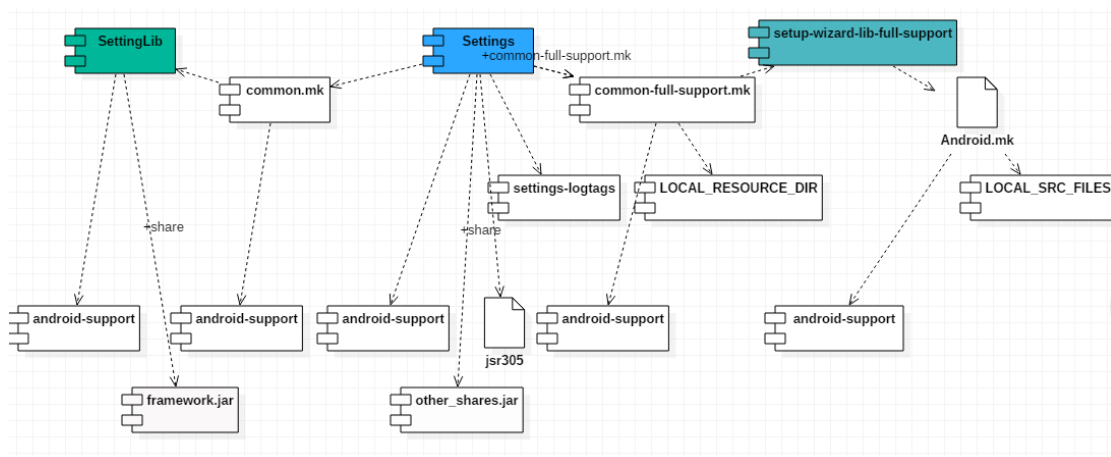 SettingLib
Settings
setup-wizard-lib-full-support
+common-full-support.mk
common.mk
common-full-support.mk
Android.mk
settings-logtags
LOCAL_RESOURCE_DIR
LOCAL_SRC_FILES
+share
+share
android-support
android-support
android-support
android-support
android-support
jsr305
framework.jar
other_shares.jar